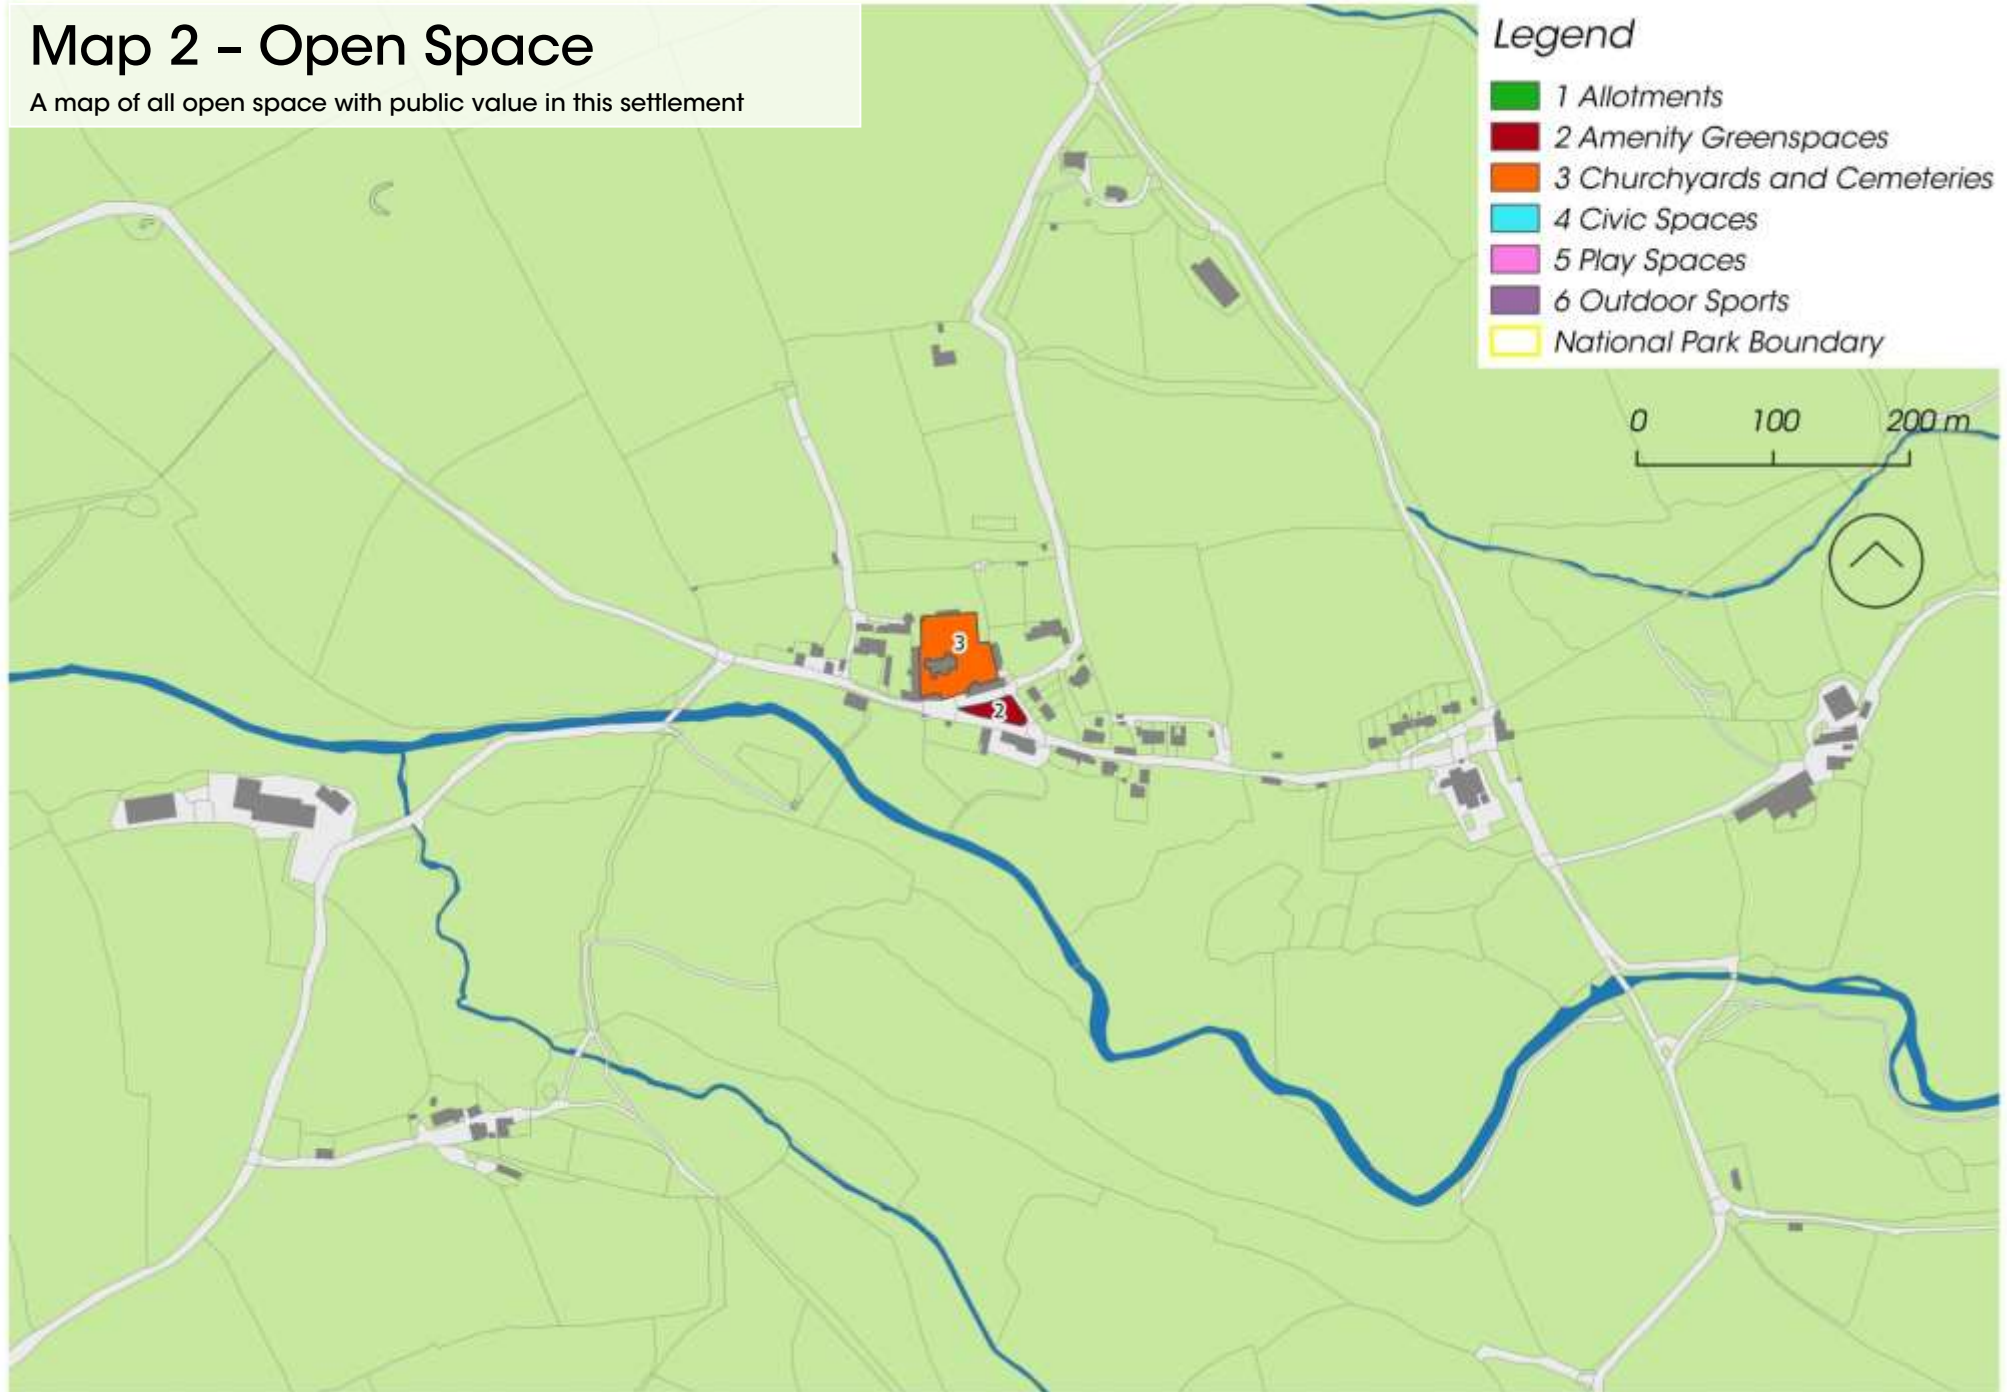 Map 2 – Open Space
A map of all open space with public value in this settlement
Legend
1 Allotments
2 Amenity Greenspaces
3 Churchyards and Cemeteries
4 Civic Spaces
5 Play Spaces
6 Outdoor Sports
National Park Boundary
0 100 200 m
3
2